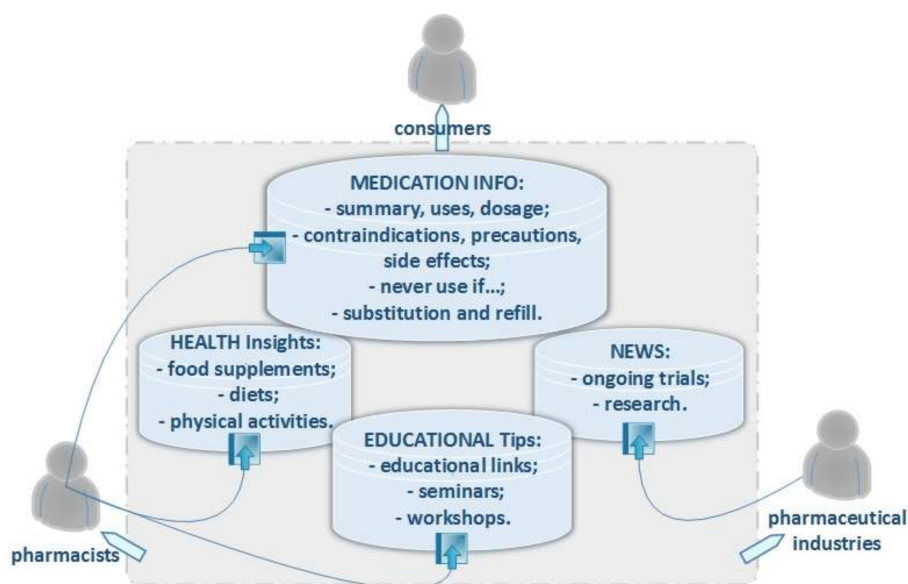 consumers
MEDICATION INFO:
- summary, uses, dosage;
- contraindications, precautions,
side effects;
- never use if...;
- substitution and refill.
HEALTH Insights:
- food supplements;
- diets;
- physical activities.
NEWS:
- ongoing trials;
- research.
EDUCATIONAL Tips:
- educational links;
- seminars;
- workshops.
pharmacists
pharmaceutical
industries